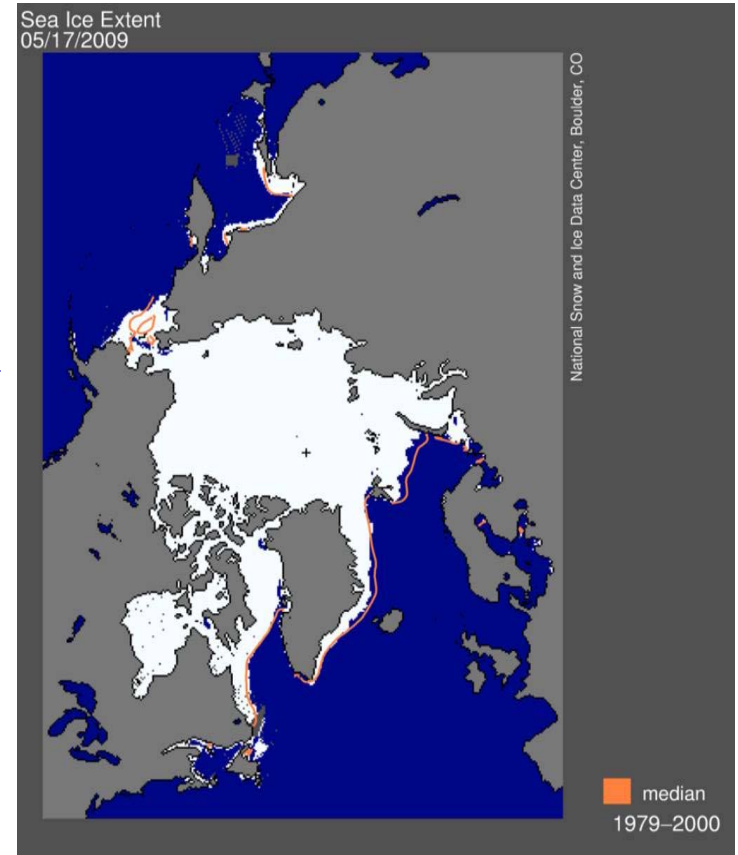 Sea Ice Extent
05/17/2009
National Snow and Ice Data Center, Boulder, CO
median
1979–2000